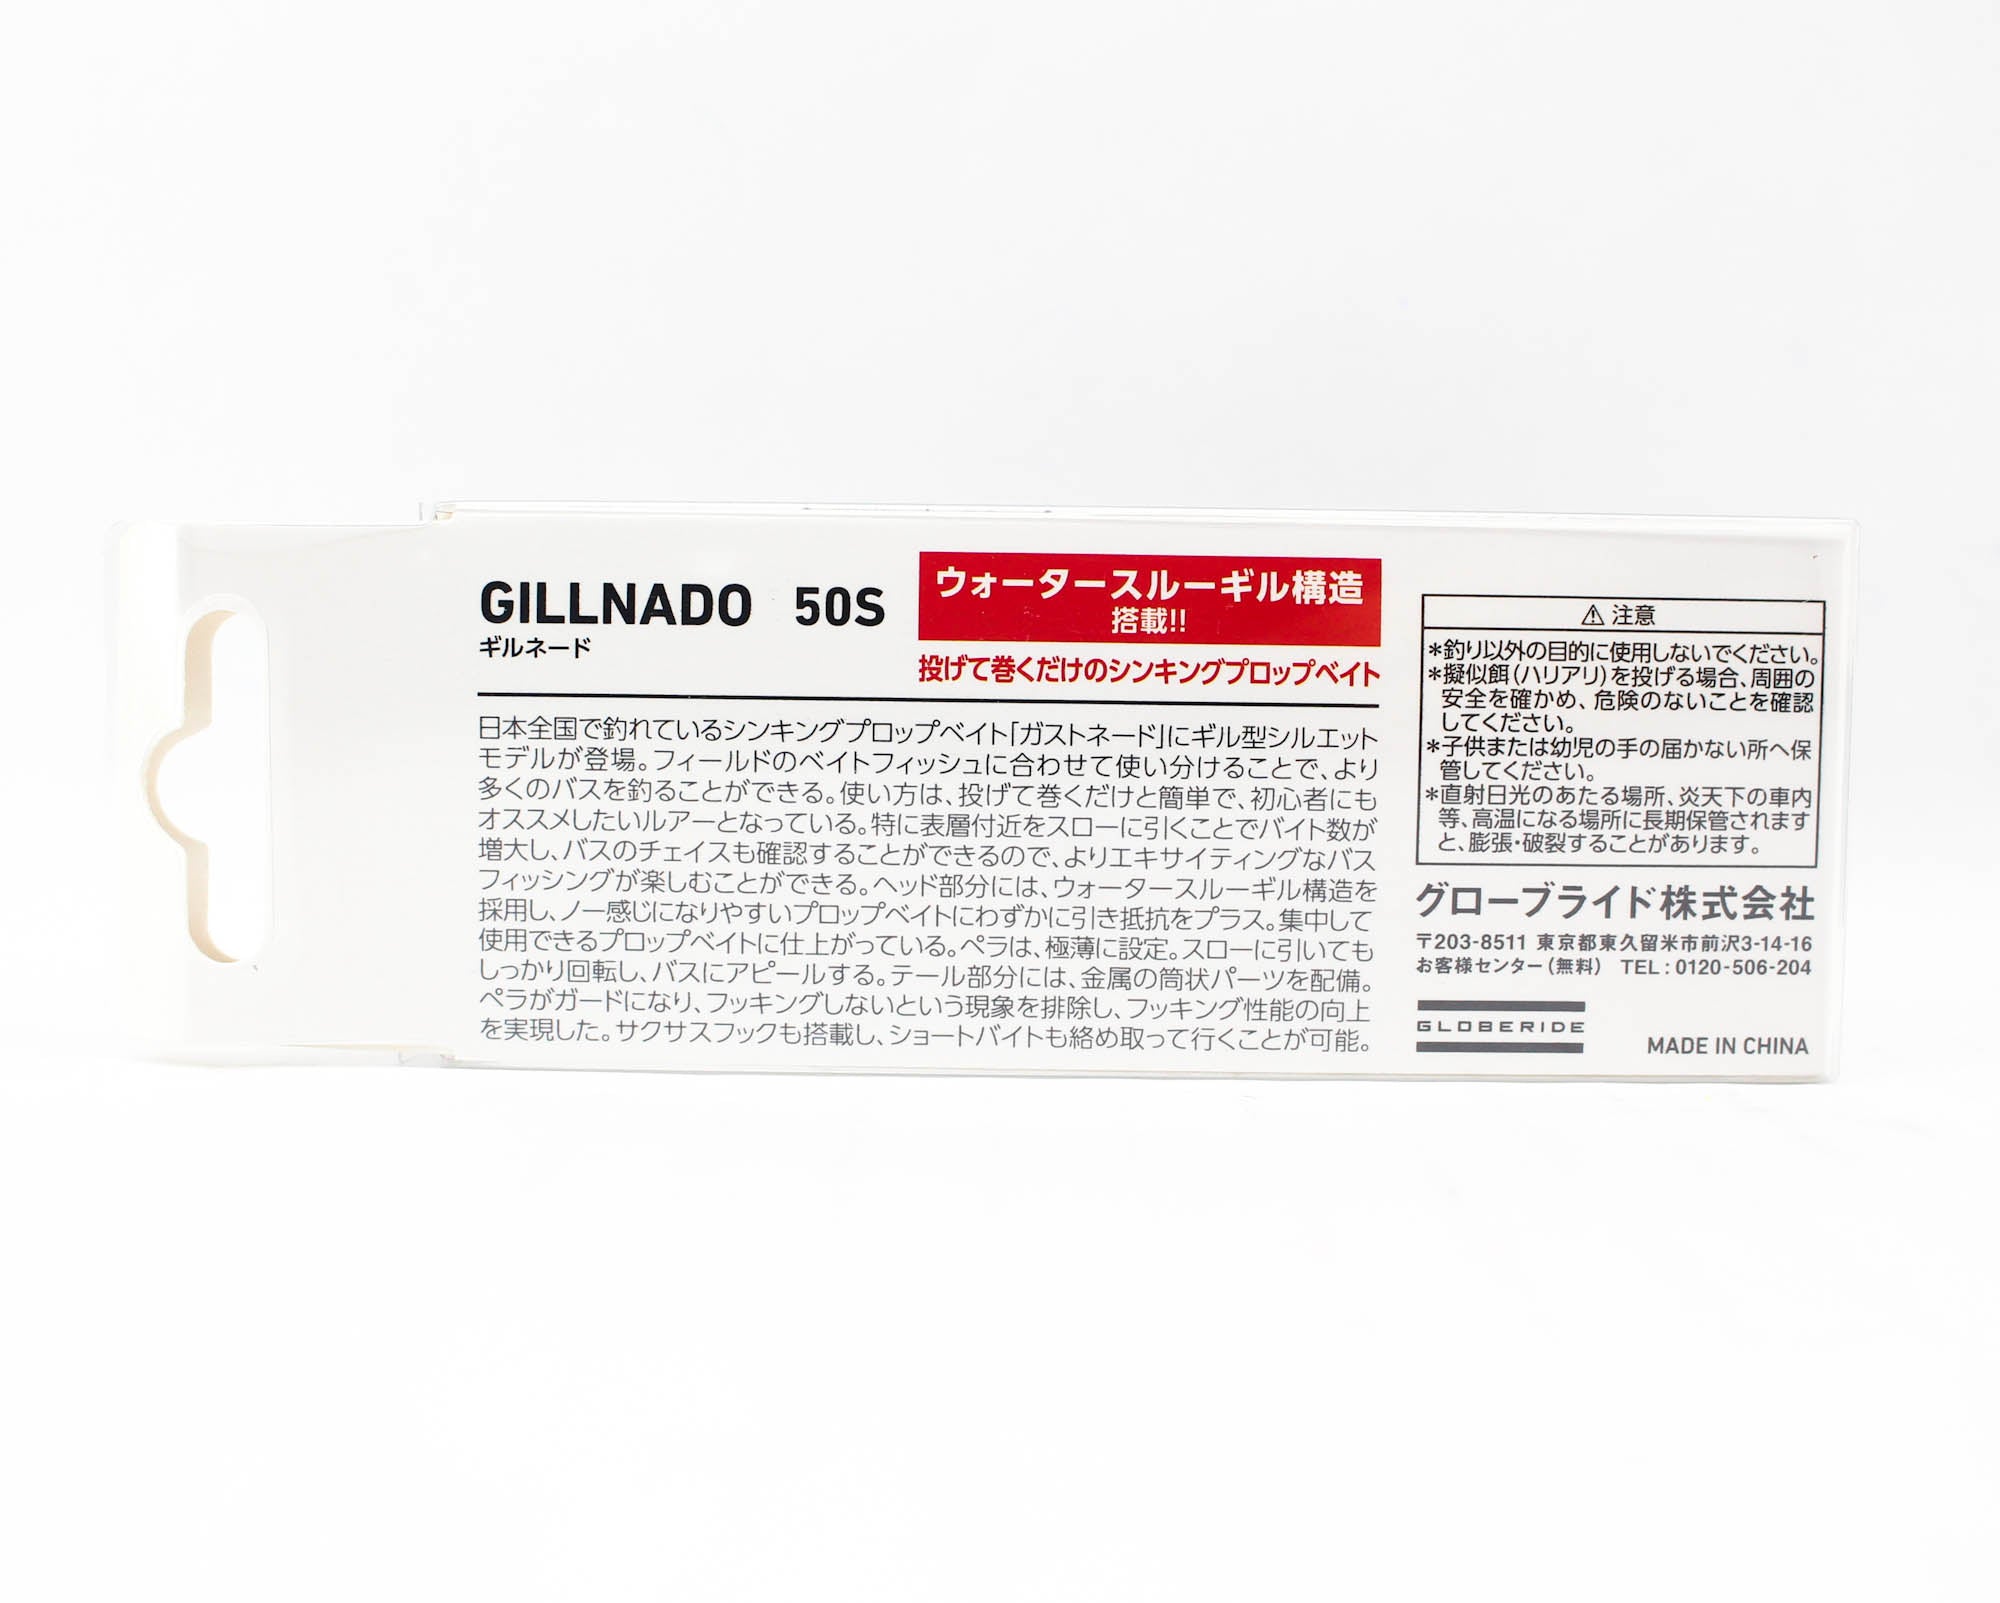 GILLNADO 50S
ギルネード
ウォータースルーギル構造
搭載!!
投げて巻くだけのシンキングプロップベイト
日本全国で釣れているシンキングプロップベイト「ガストネード」にギル型シルエット
モデルが登場。フィールドのベイトフィッシュに合わせて使い分けることで、より
多くのバスを釣ることができる。使い方は、投げて巻くだけと簡単で、初心者にも
オススメしたいルアーとなっている。特に表層付近をスローに引くことでバイト数が
増大し、バスのチェイスも確認することができるので、よりエキサイティングなバス
フィッシングが楽しむことができる。ヘッド部分には、ウォータースルーギル構造を
採用し、ノー感じになりやすいプロップベイトにわずかに引き抵抗をプラス。集中して
使用できるプロップベイトに仕上がっている。ペラは、極薄に設定。スローに引いても
しっかり回転し、バスにアピールする。テール部分には、金属の筒状パーツを配備。
ペラがガードになり、フッキングしないという現象を排除し、フッキング性能の向上
を実現した。サクサスフックも搭載し、ショートバイトも絡め取って行くことが可能。
⚠ 注意
*釣り以外の目的に使用しないでください。
*擬似餌(ハリアリ)を投げる場合、周囲の
安全を確かめ、危険のないことを確認
してください。
*子供または幼児の手の届かない所へ保
管してください。
*直射日光のあたる場所、炎天下の車内
等、高温になる場所に長期保管されます
と、膨張・破裂することがあります。
グローブライド株式会社
〒203-8511 東京都東久留米市前沢3-14-16
お客様センター(無料) TEL:0120-506-204
GLOBERIDE
MADE IN CHINA